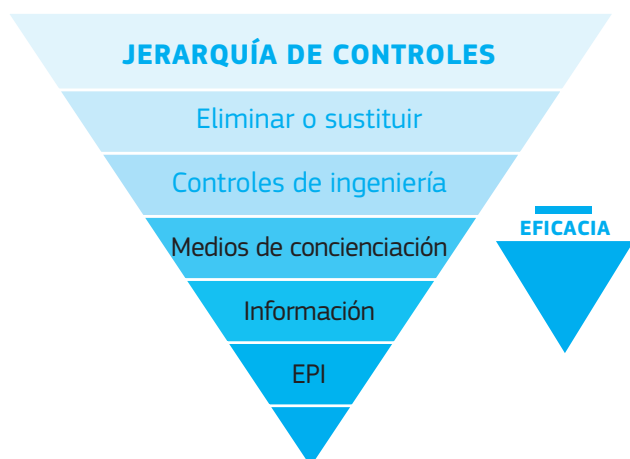 JERARQUÍA DE CONTROLES
Eliminar o sustituir
Controles de ingeniería
Medios de concienciación
Información
EPI
EFICACIA